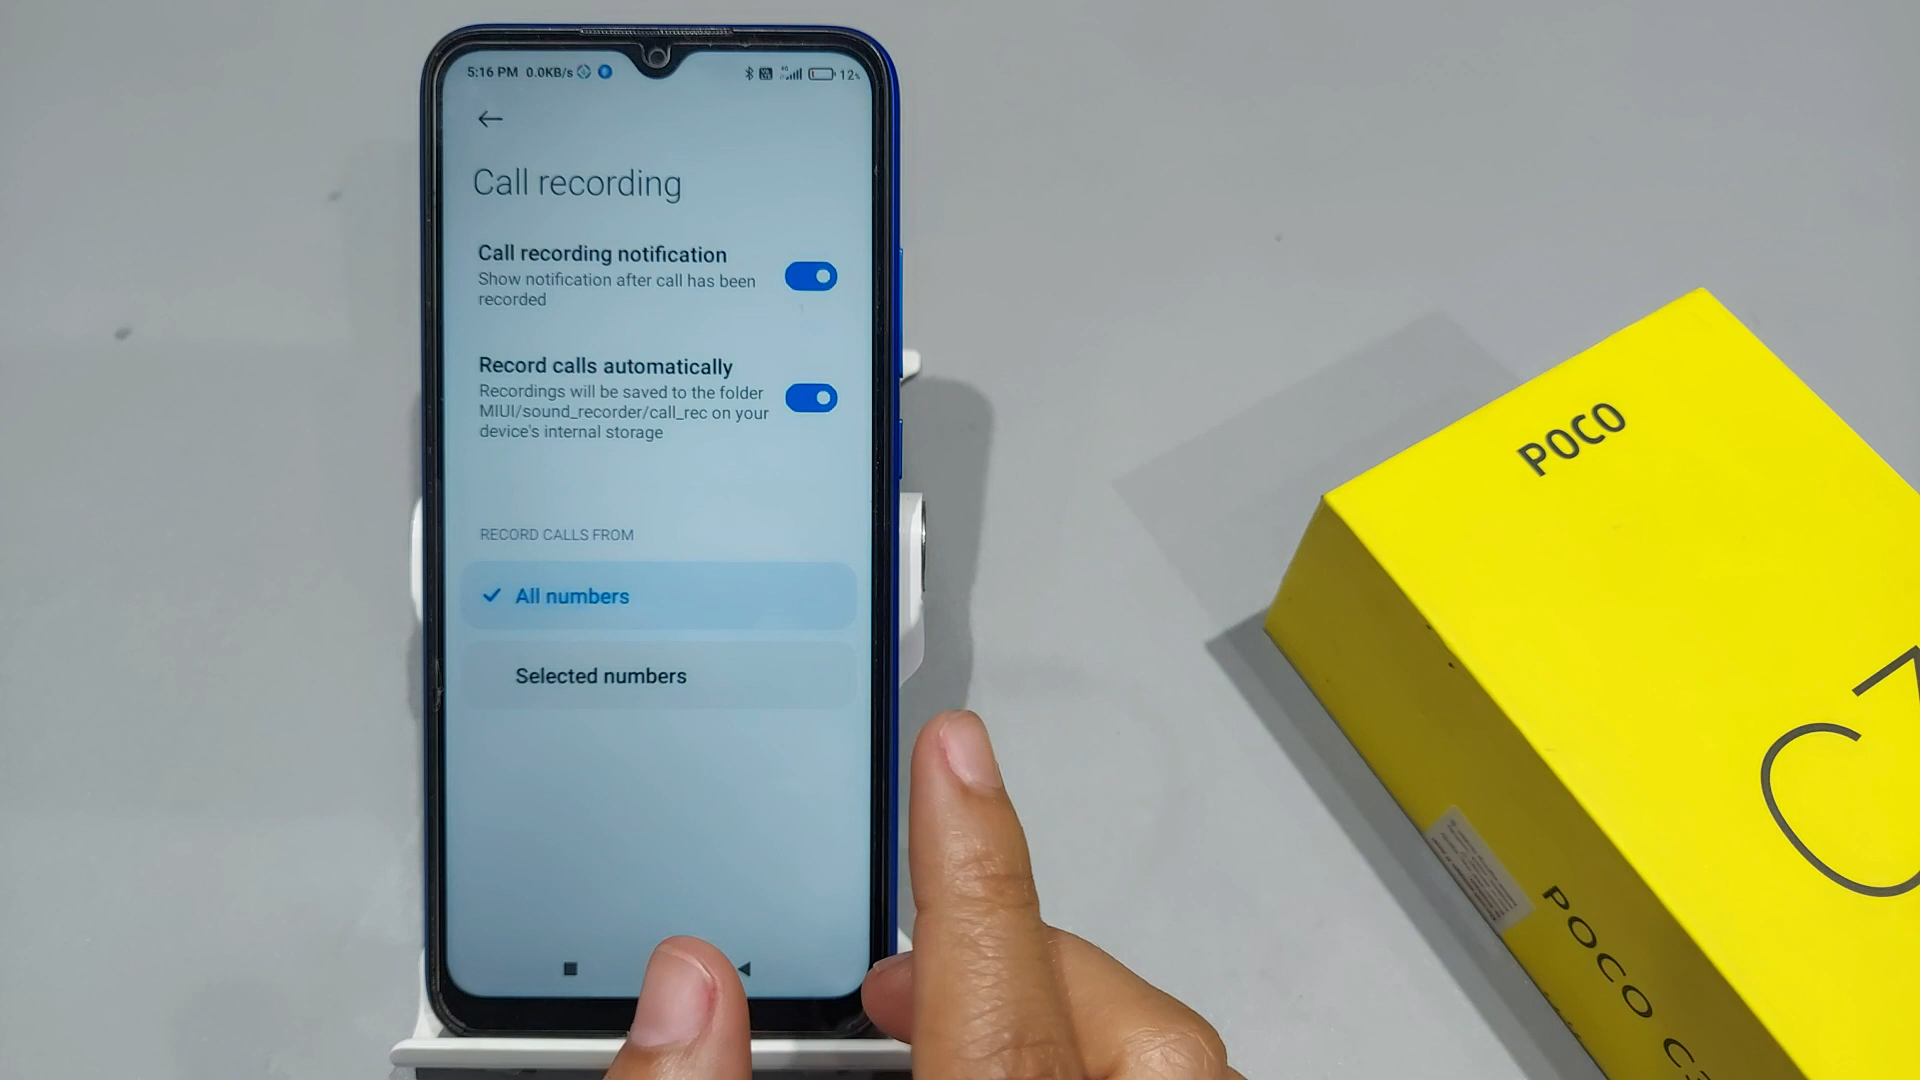 5:16 PM 0.0KB/s
12%
Call recording
Call recording notification
Show notification after call has been
recorded
Record calls automatically
Recordings will be saved to the folder
MIUI/sound_recorder/call_rec on your
device's internal storage
RECORD CALLS FROM
All numbers
Selected numbers
POCO
C3
POCO C3